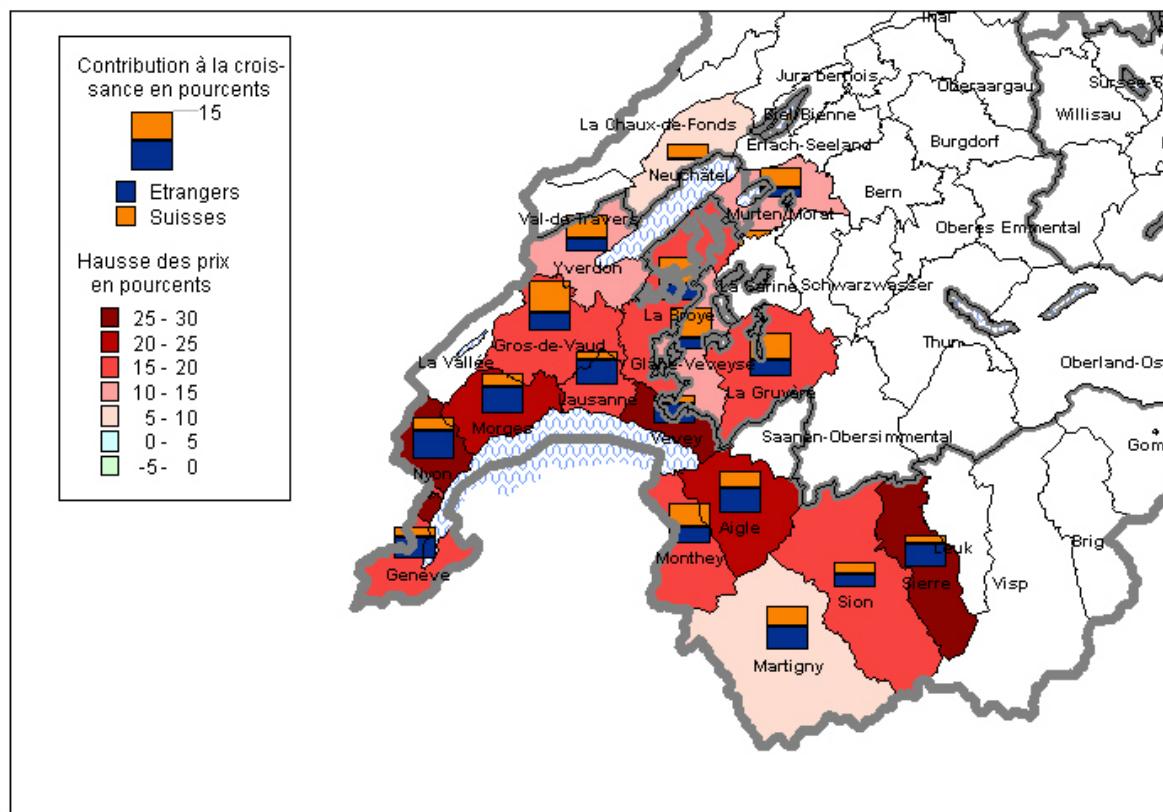 Contribution à la crois-
sance en pourcents
15
Etrangers
Suisses
Hausse des prix
en pourcents
25 - 30
20 - 25
15 - 20
10 - 15
5 - 10
0 - 5
-5 - 0
Thal
Jura bernois
Oberaargau
Sursee-S
Willisau
Biel/Bienne
La Chaux-de-Fonds
Erlach-Seeland
Burgdorf
Neuchâtel
Bern
Val-de-Travers
Murten/Morat
Oberes Emmental
Yverdon
La Sarine
Schwarzwasser
La Broye
Gros-de-Vaud
Thun
La Vallée
Glâne-Veveyse
Oberland-Ost
La Gruyère
Lausanne
Morges
Vevey
Saanen-Obersimmental
Gom
Nyon
Aigle
Leuk
Brig
Monthey
Genève
Sierre
Visp
Sion
Martigny